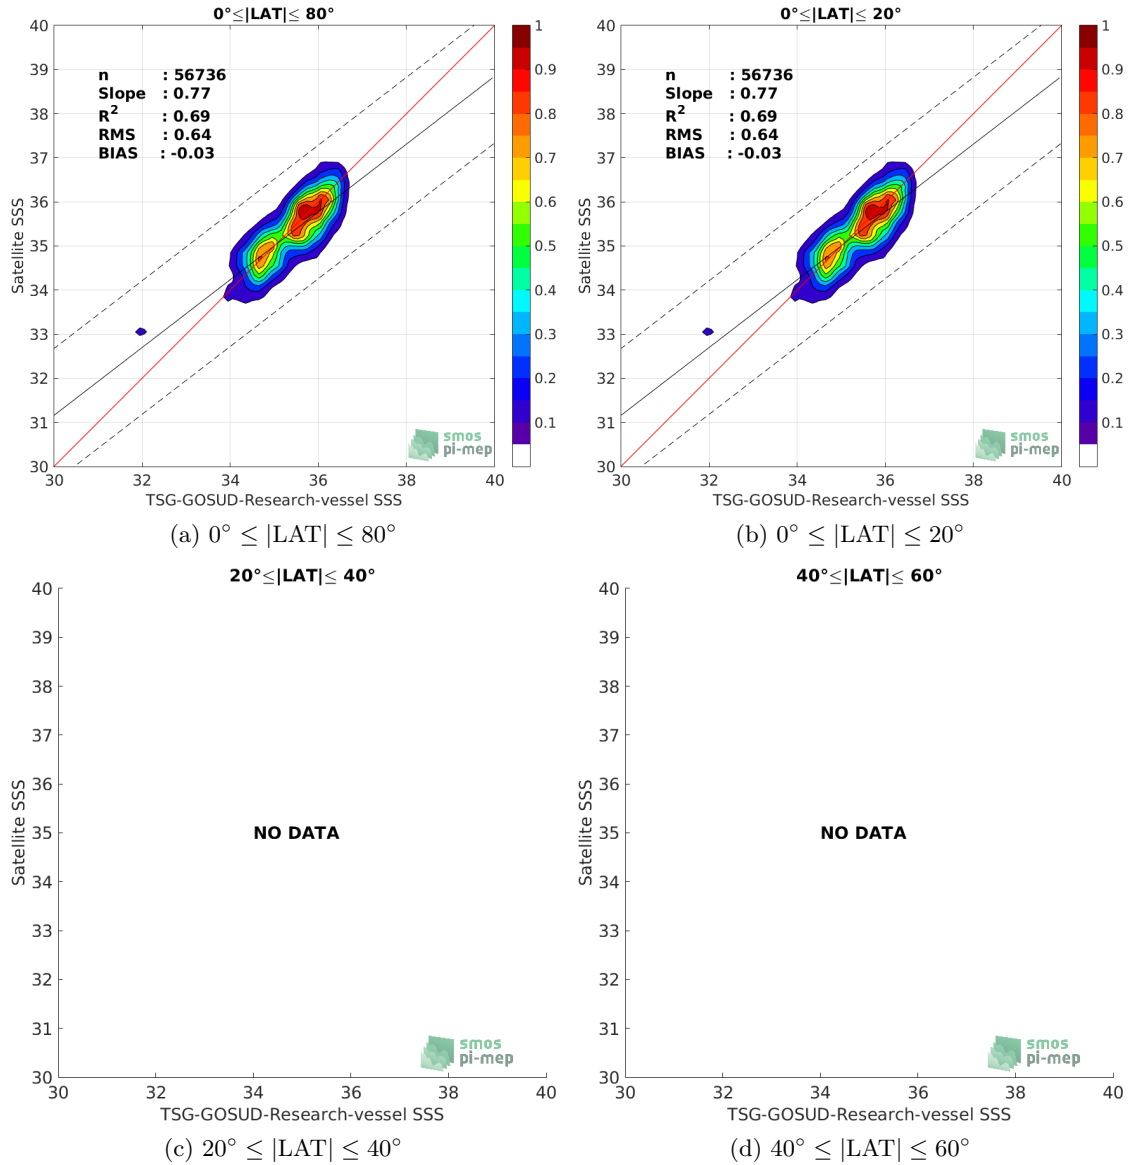 0°≤|LAT|≤ 80°
40
39
38
37
36
35
34
33
32
31
30
Satellite SSS
n : 56736
Slope : 0.77
R2 : 0.69
RMS : 0.64
BIAS : -0.03
smos
pi-mep
30 32 34 36 38 40
TSG-GOSUD-Research-vessel SSS
1
0.9
0.8
0.7
0.6
0.5
0.4
0.3
0.2
0.1
(a) 0° ≤ |LAT| ≤ 80°
0°≤|LAT|≤ 20°
40
39
38
37
36
35
34
33
32
31
30
Satellite SSS
n : 56736
Slope : 0.77
R2 : 0.69
RMS : 0.64
BIAS : -0.03
smos
pi-mep
30 32 34 36 38 40
TSG-GOSUD-Research-vessel SSS
1
0.9
0.8
0.7
0.6
0.5
0.4
0.3
0.2
0.1
(b) 0° ≤ |LAT| ≤ 20°
20°≤|LAT|≤ 40°
40
39
38
37
36
35
34
33
32
31
30
Satellite SSS
NO DATA
smos
pi-mep
30 32 34 36 38 40
TSG-GOSUD-Research-vessel SSS
(c) 20° ≤ |LAT| ≤ 40°
40°≤|LAT|≤ 60°
40
39
38
37
36
35
34
33
32
31
30
Satellite SSS
NO DATA
smos
pi-mep
30 32 34 36 38 40
TSG-GOSUD-Research-vessel SSS
(d) 40° ≤ |LAT| ≤ 60°